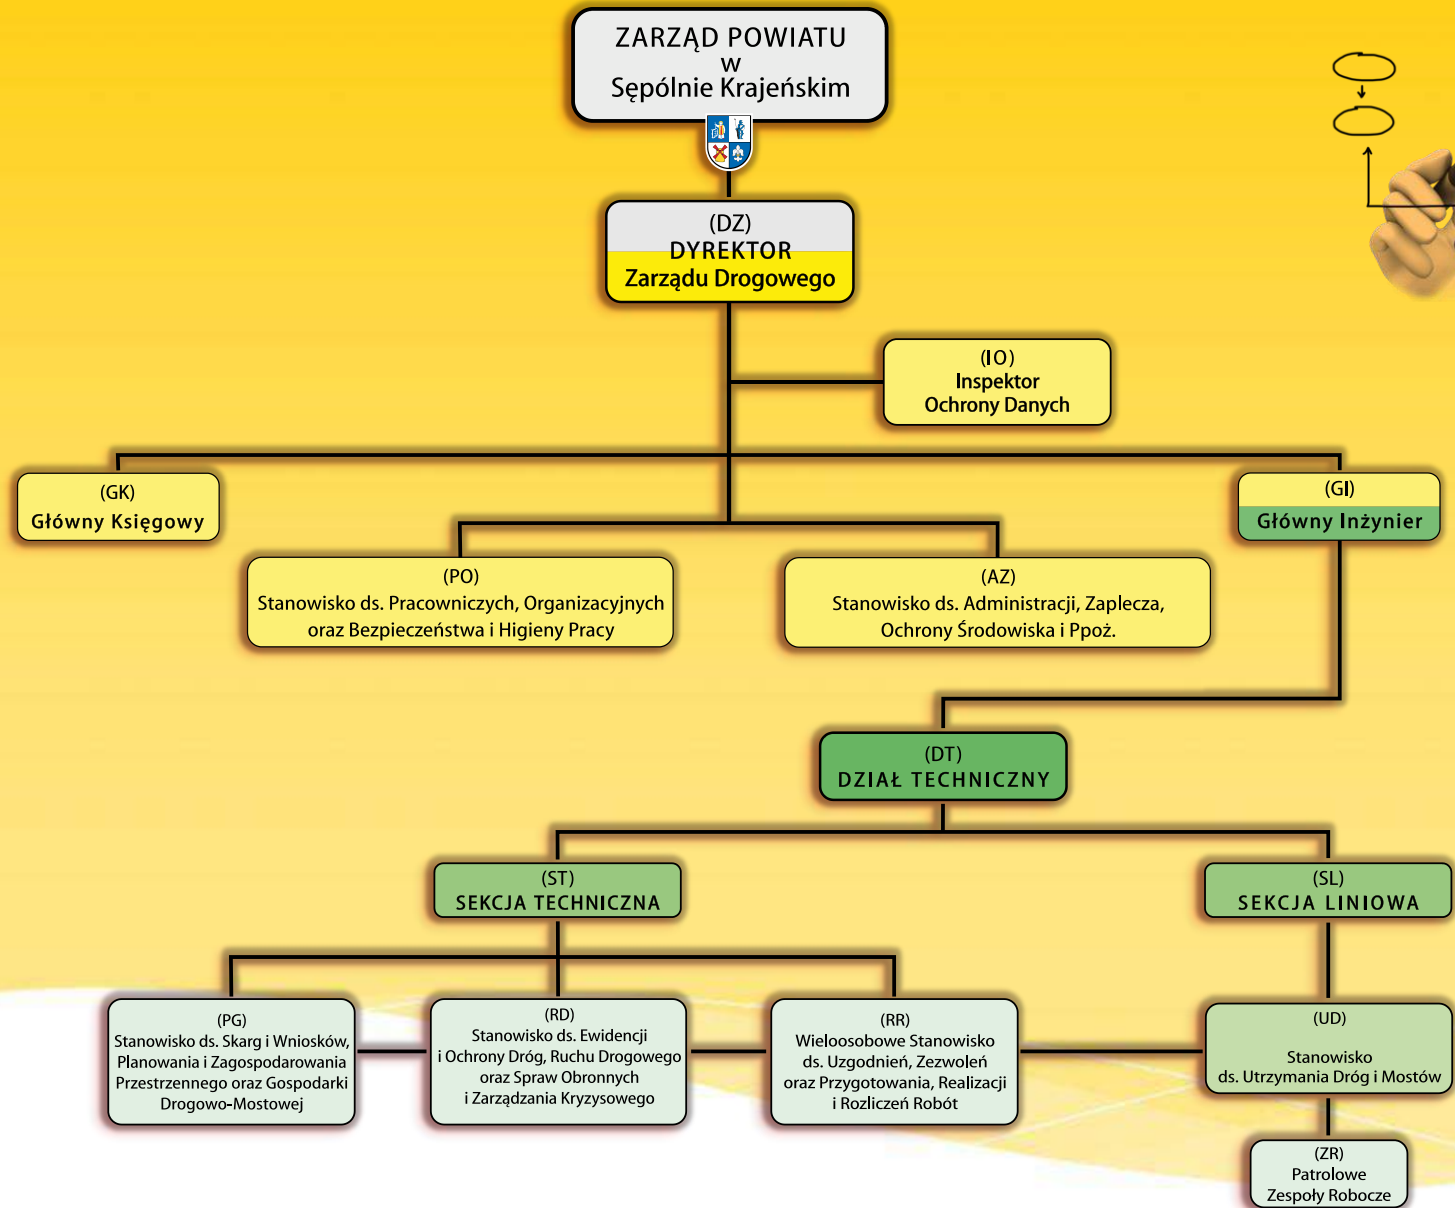 ZARZĄD POWIATU
w
Sępólnie Krajeńskim
(DZ)
DYREKTOR
Zarządu Drogowego
(IO)
Inspektor
Ochrony Danych
(GK)
Główny Księgowy
(GI)
Główny Inżynier
(PO)
Stanowisko ds. Pracowniczych, Organizacyjnych
oraz Bezpieczeństwa i Higieny Pracy
(AZ)
Stanowisko ds. Administracji, Zaplecza,
Ochrony Środowiska i Ppoż.
(DT)
DZIAŁ TECHNICZNY
(ST)
SEKCJA TECHNICZNA
(SL)
SEKCJA LINIOWA
(PG)
Stanowisko ds. Skarg i Wniosków,
Planowania i Zagospodarowania
Przestrzennego oraz Gospodarki
Drogowo-Mostowej
(RD)
Stanowisko ds. Ewidencji
i Ochrony Dróg, Ruchu Drogowego
oraz Spraw Obronnych
i Zarządzania Kryzysowego
(RR)
Wieloosobowe Stanowisko
ds. Uzgodnień, Zezwoleń
oraz Przygotowania, Realizacji
i Rozliczeń Robót
(UD)
Stanowisko
ds. Utrzymania Dróg i Mostów
(ZR)
Patrolowe
Zespoły Robocze